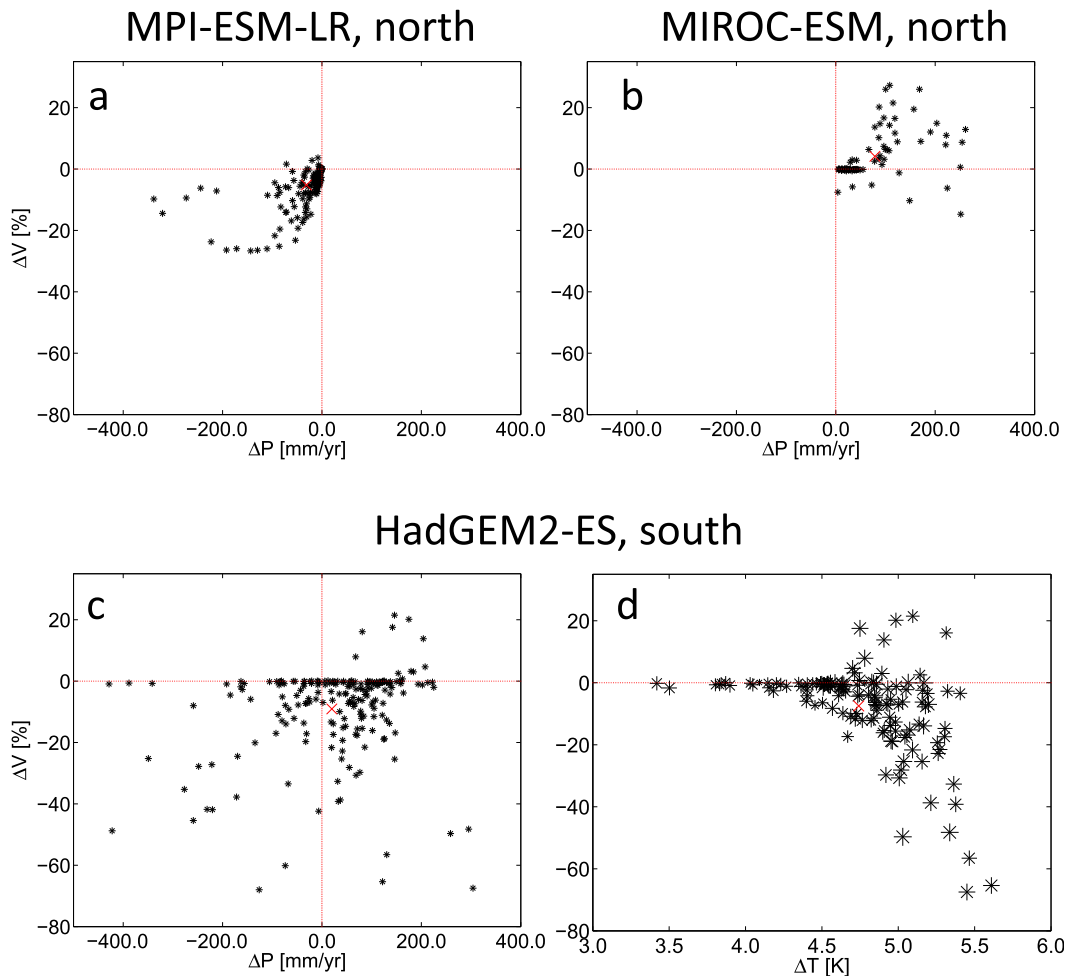 MPI-ESM-LR, north
MIROC-ESM, north
a
20
0
−20
−40
−60
−80
ΔV [%]
−400.0 −200.0 0.0 200.0 400.0
ΔP [mm/yr]
b
20
0
−20
−40
−60
−80
−400.0 −200.0 0.0 200.0 400.0
ΔP [mm/yr]
HadGEM2-ES, south
c
20
0
−20
−40
−60
−80
ΔV [%]
−400.0 −200.0 0.0 200.0 400.0
ΔP [mm/yr]
d
20
0
−20
−40
−60
−80
3.0 3.5 4.0 4.5 5.0 5.5 6.0
ΔT [K]